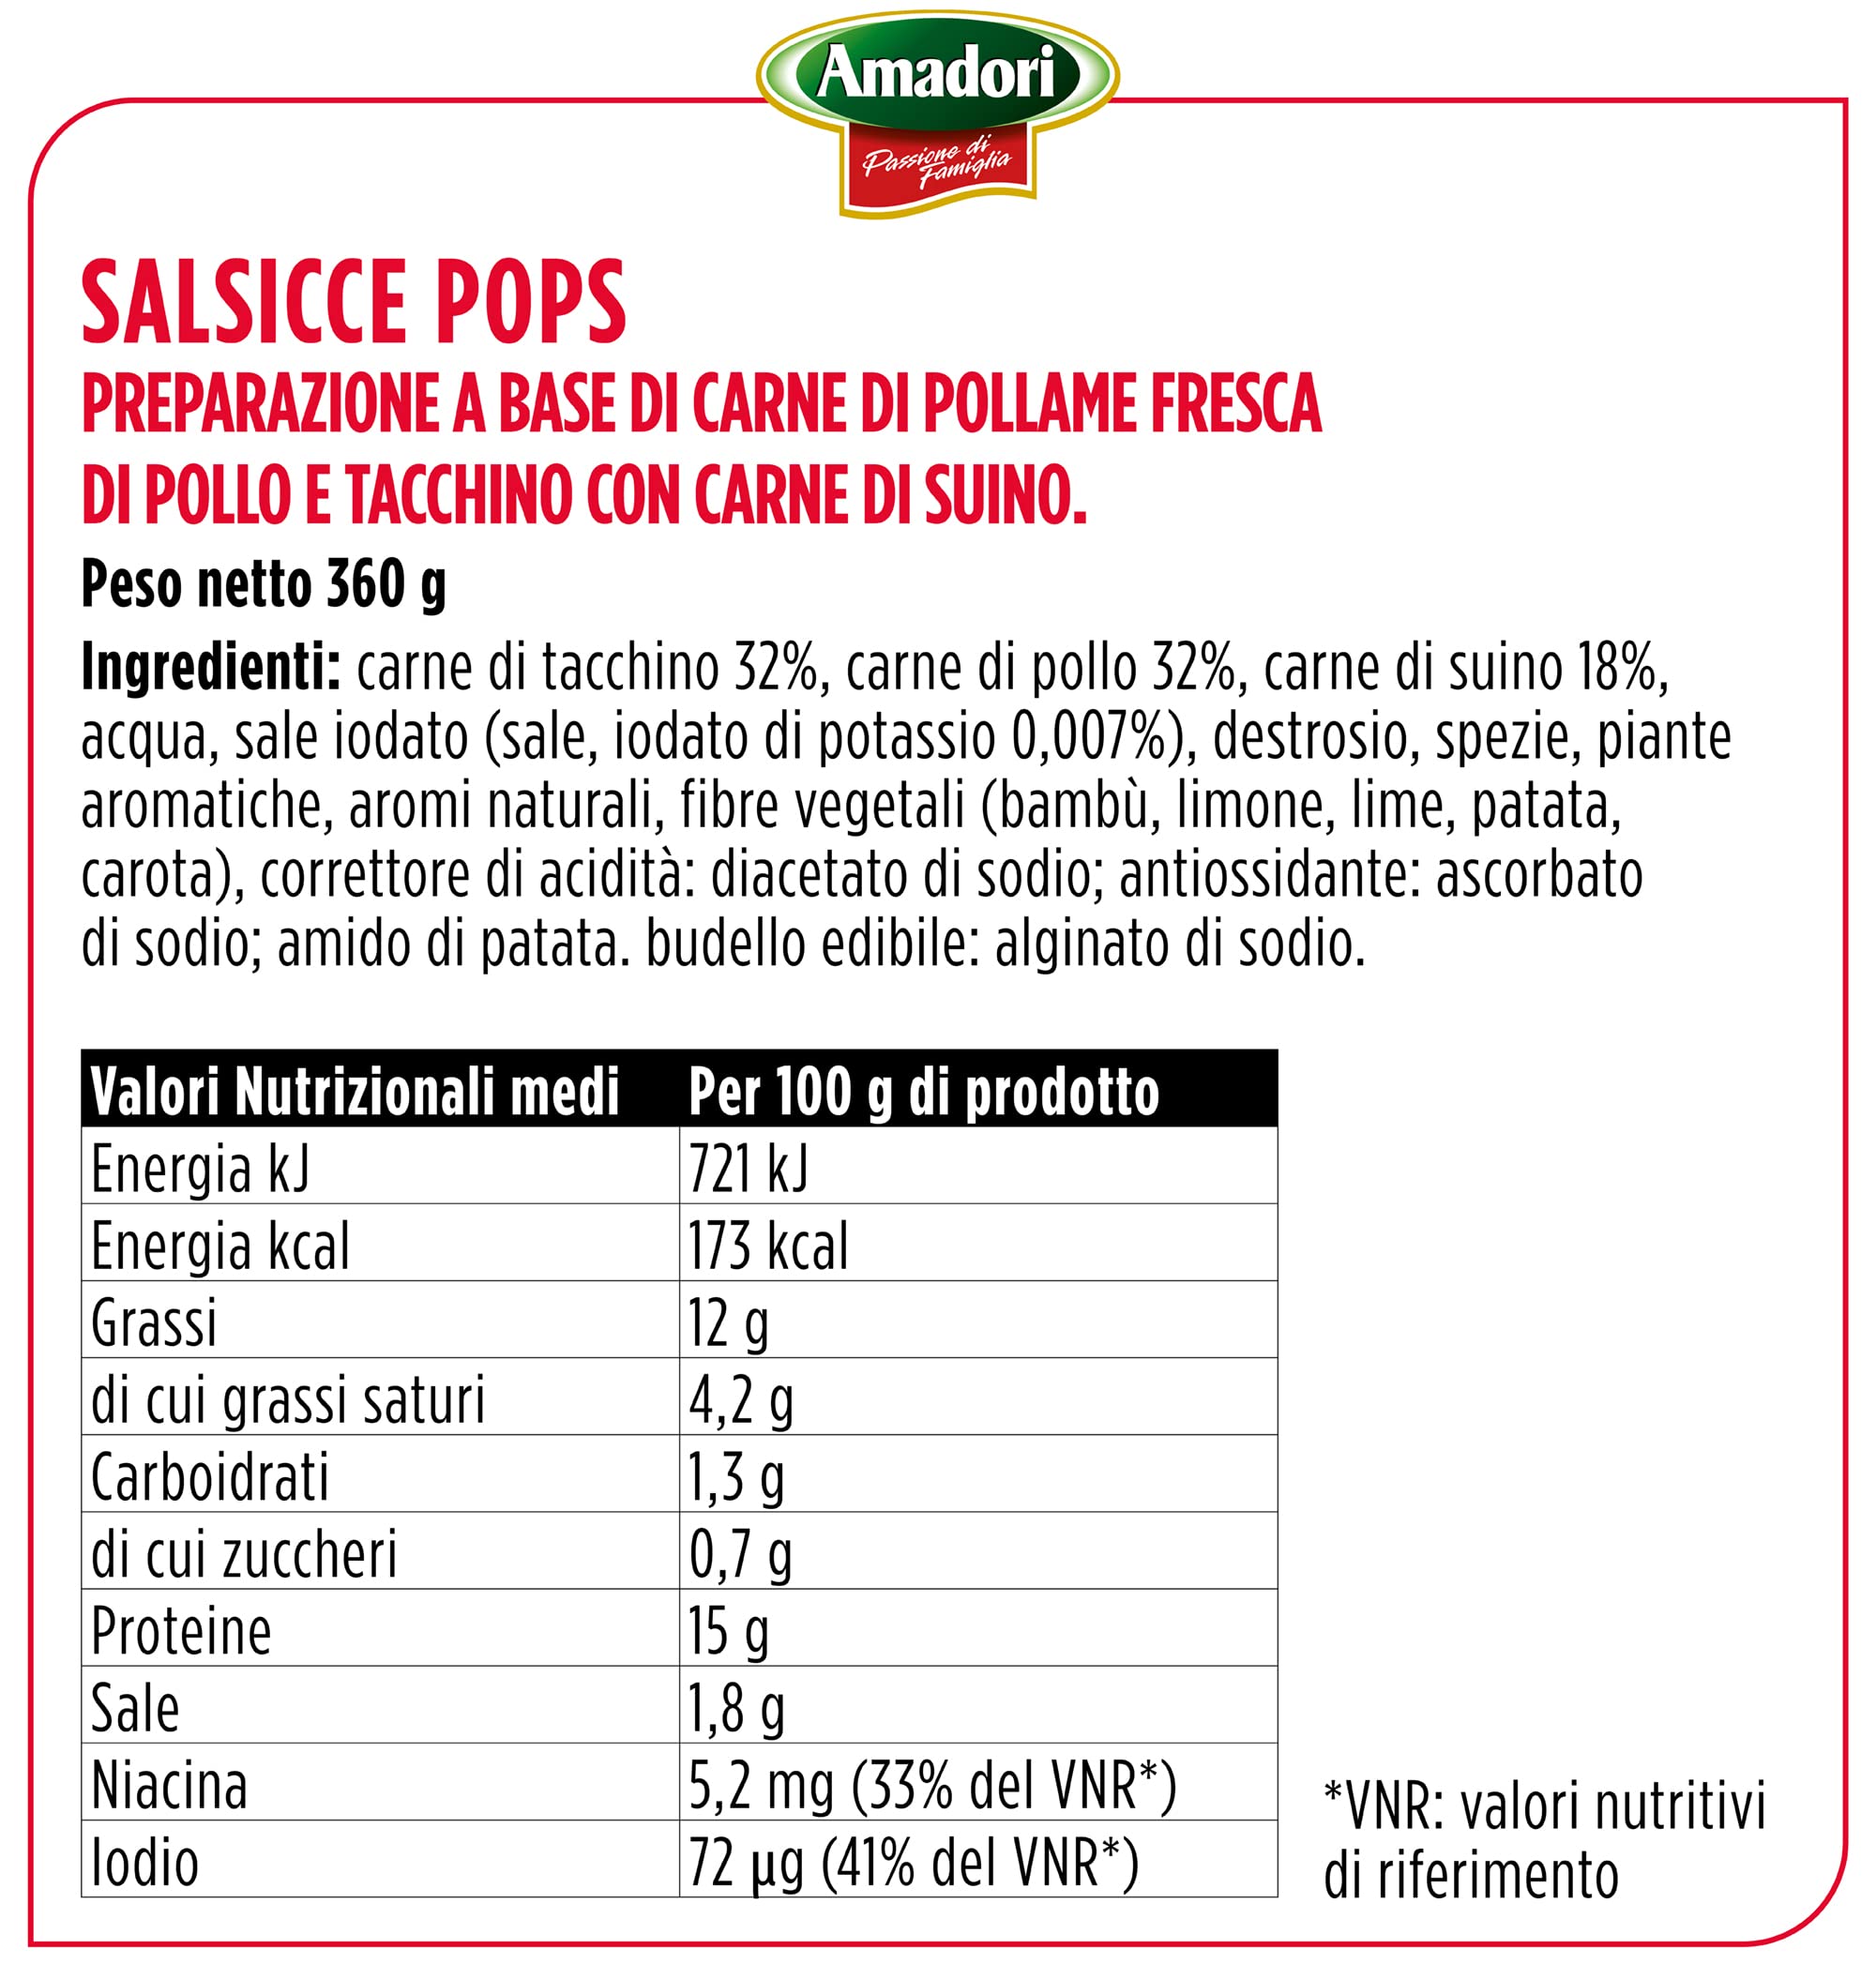 Amadori
Passione di
Famiglia
SALSICCE POPS
PREPARAZIONE A BASE DI CARNE DI POLLAME FRESCA
DI POLLO E TACCHINO CON CARNE DI SUINO.
Peso netto 360 g
Ingredienti: carne di tacchino 32%, carne di pollo 32%, carne di suino 18%,
acqua, sale iodato (sale, iodato di potassio 0,007%), destrosio, spezie, piante
aromatiche, aromi naturali, fibre vegetali (bambù, limone, lime, patata,
carota), correttore di acidità: diacetato di sodio; antiossidante: ascorbato
di sodio; amido di patata. budello edibile: alginato di sodio.
Valori Nutrizionali medi Per 100 g di prodotto
Energia kJ 721 kJ
Energia kcal 173 kcal
Grassi 12 g
di cui grassi saturi 4,2 g
Carboidrati 1,3 g
di cui zuccheri 0,7 g
Proteine 15 g
Sale 1,8 g
Niacina 5,2 mg (33% del VNR*)
Iodio 72 µg (41% del VNR*)
*VNR: valori nutritivi
di riferimento